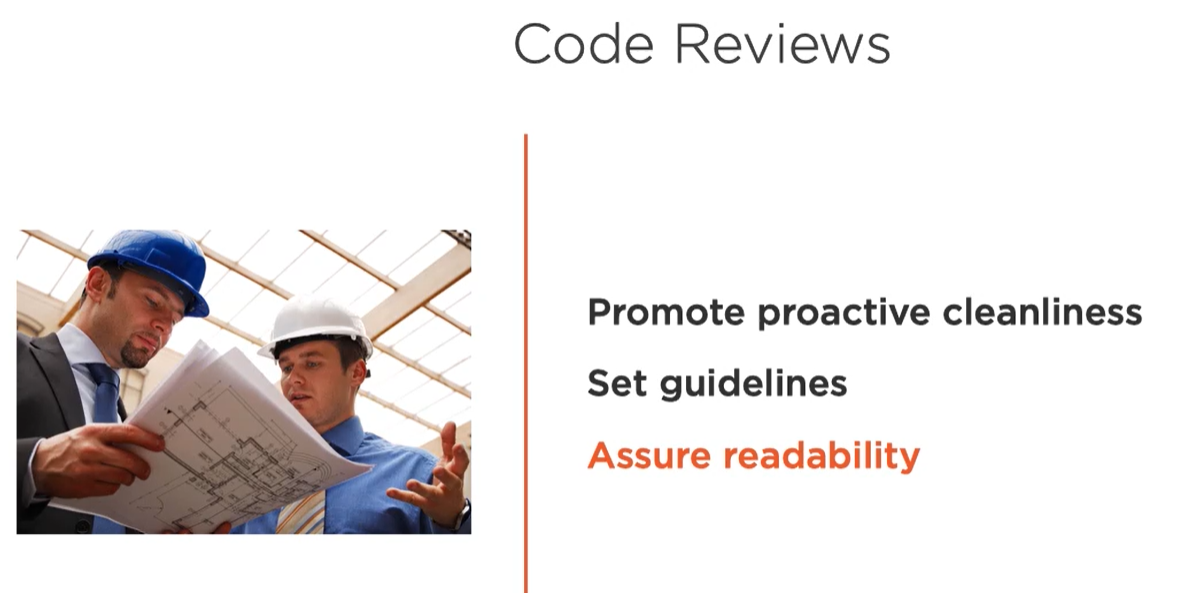 Code Reviews
Promote proactive cleanliness
Set guidelines
Assure readability